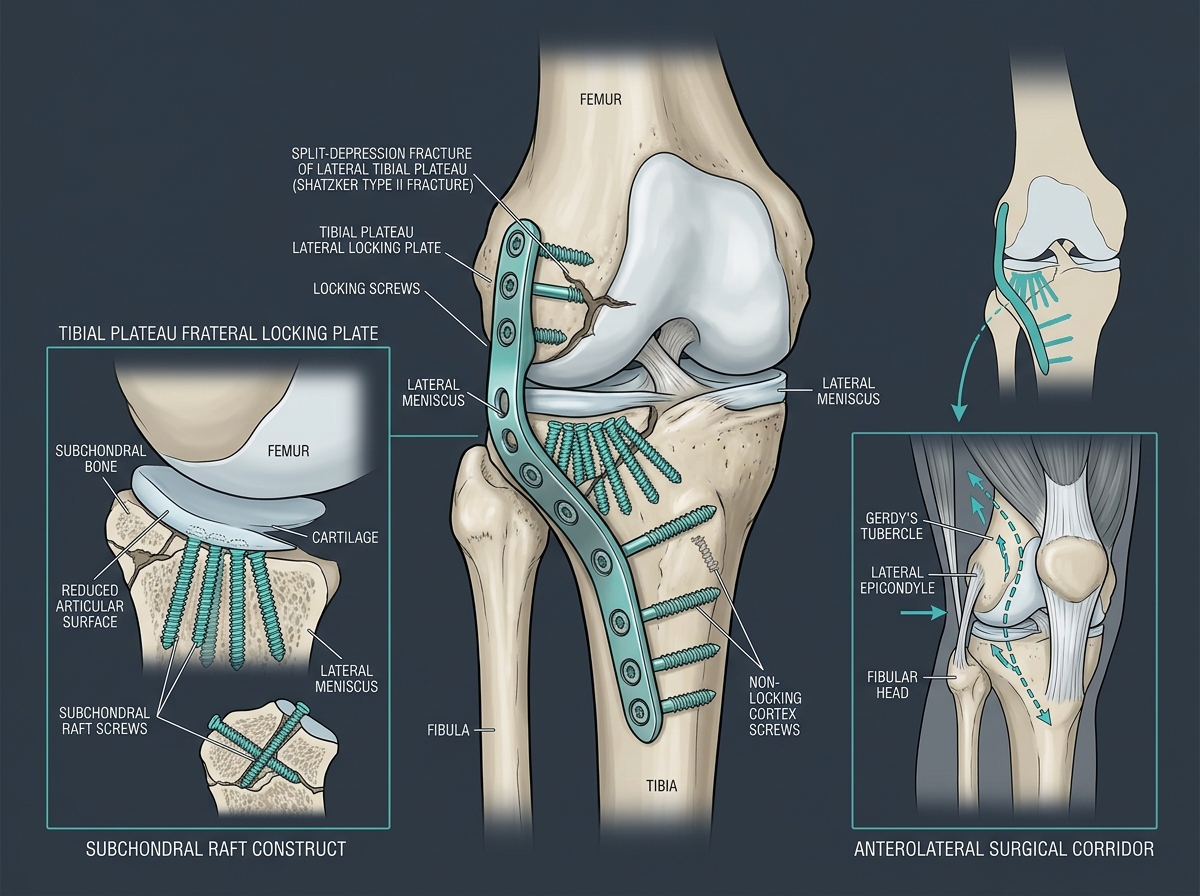 FEMUR
SPLIT-DEPRESSION FRACTURE
OF LATERAL TIBIAL PLATEAU
(SHATZKER TYPE II FRACTURE)
TIBIAL PLATEAU
LATERAL LOCKING PLATE
LOCKING SCREWS
LATERAL
MENISCUS
LATERAL
MENISCUS
NON-
LOCKING
CORTEX
SCREWS
FIBULA
TIBIA
TIBIAL PLATEAU FRATERAL LOCKING PLATE
SUBCHONDRAL
BONE
FEMUR
CARTILAGE
REDUCED
ARTICULAR
SURFACE
LATERAL
MENISCUS
SUBCHONDRAL
RAFT SCREWS
SUBCHONDRAL RAFT CONSTRUCT
GERDY'S
TUBERCLE
LATERAL
EPICONDYLE
FIBULAR
HEAD
ANTEROLATERAL SURGICAL CORRIDOR